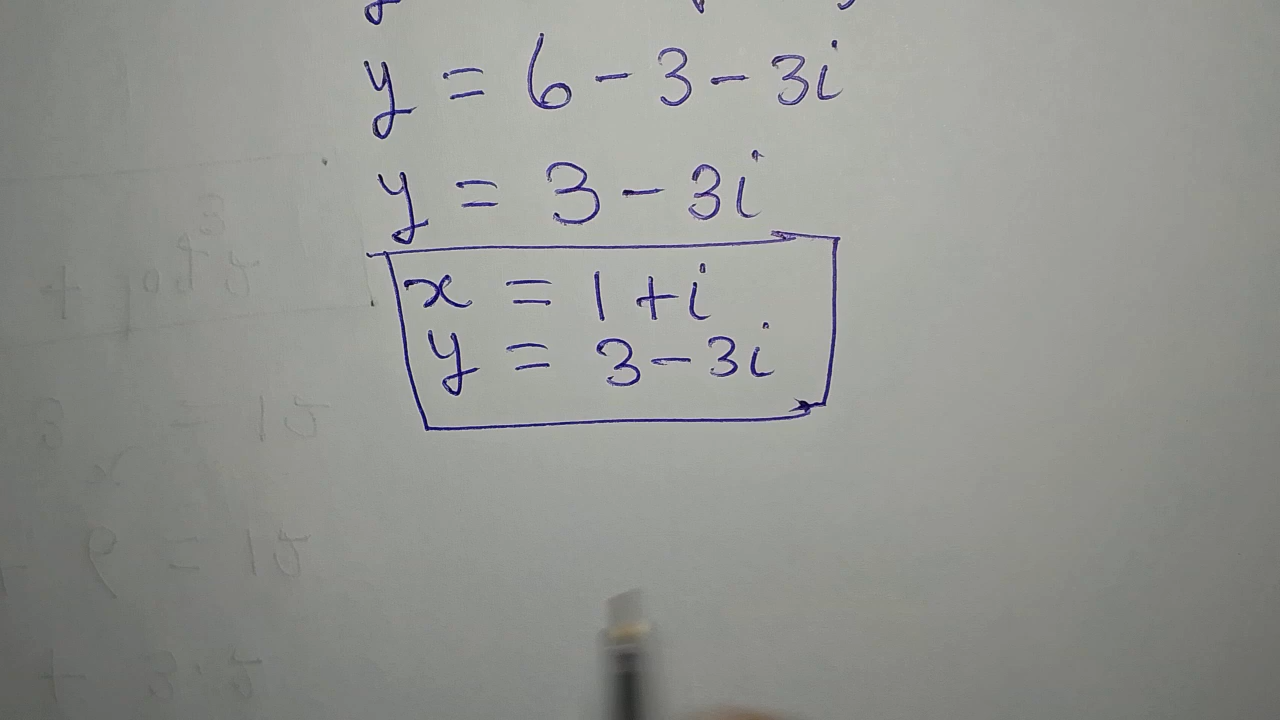 y = 6 - 3 - 3i
y = 3 - 3i
x = 1 + i
y = 3 - 3i